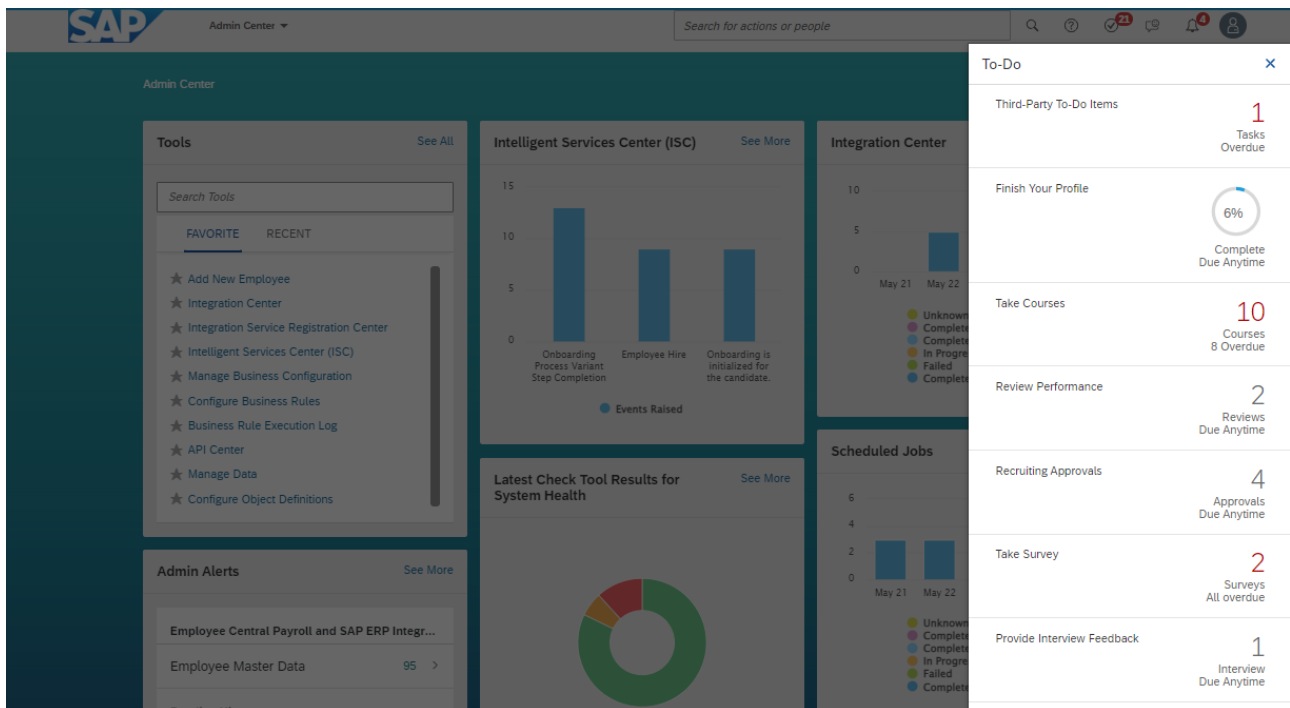 SAP
Admin Center
Search for actions or people
21
4
Admin Center
Tools
See All
Search Tools
FAVORITE RECENT
Add New Employee
Integration Center
Integration Service Registration Center
Intelligent Services Center (ISC)
Manage Business Configuration
Configure Business Rules
Business Rule Execution Log
API Center
Manage Data
Configure Object Definitions
Admin Alerts
See More
Employee Central Payroll and SAP ERP Integr...
Employee Master Data 95
Intelligent Services Center (ISC)
See More
15
10
5
0
Onboarding
Process Variant
Step Completion
Employee Hire
Onboarding is
initialized for
the candidate.
Events Raised
Latest Check Tool Results for
System Health
See More
Integration Center
10
5
0
May 21 May 22
Unknown
Complete
Complete
In Progre
Failed
Complete
Scheduled Jobs
6
4
2
0
May 21 May 22
Unknown
Complete
Complete
In Progre
Failed
Complete
To-Do
Third-Party To-Do Items
1
Tasks
Overdue
Finish Your Profile
6%
Complete
Due Anytime
Take Courses
10
Courses
8 Overdue
Review Performance
2
Reviews
Due Anytime
Recruiting Approvals
4
Approvals
Due Anytime
Take Survey
2
Surveys
All overdue
Provide Interview Feedback
1
Interview
Due Anytime